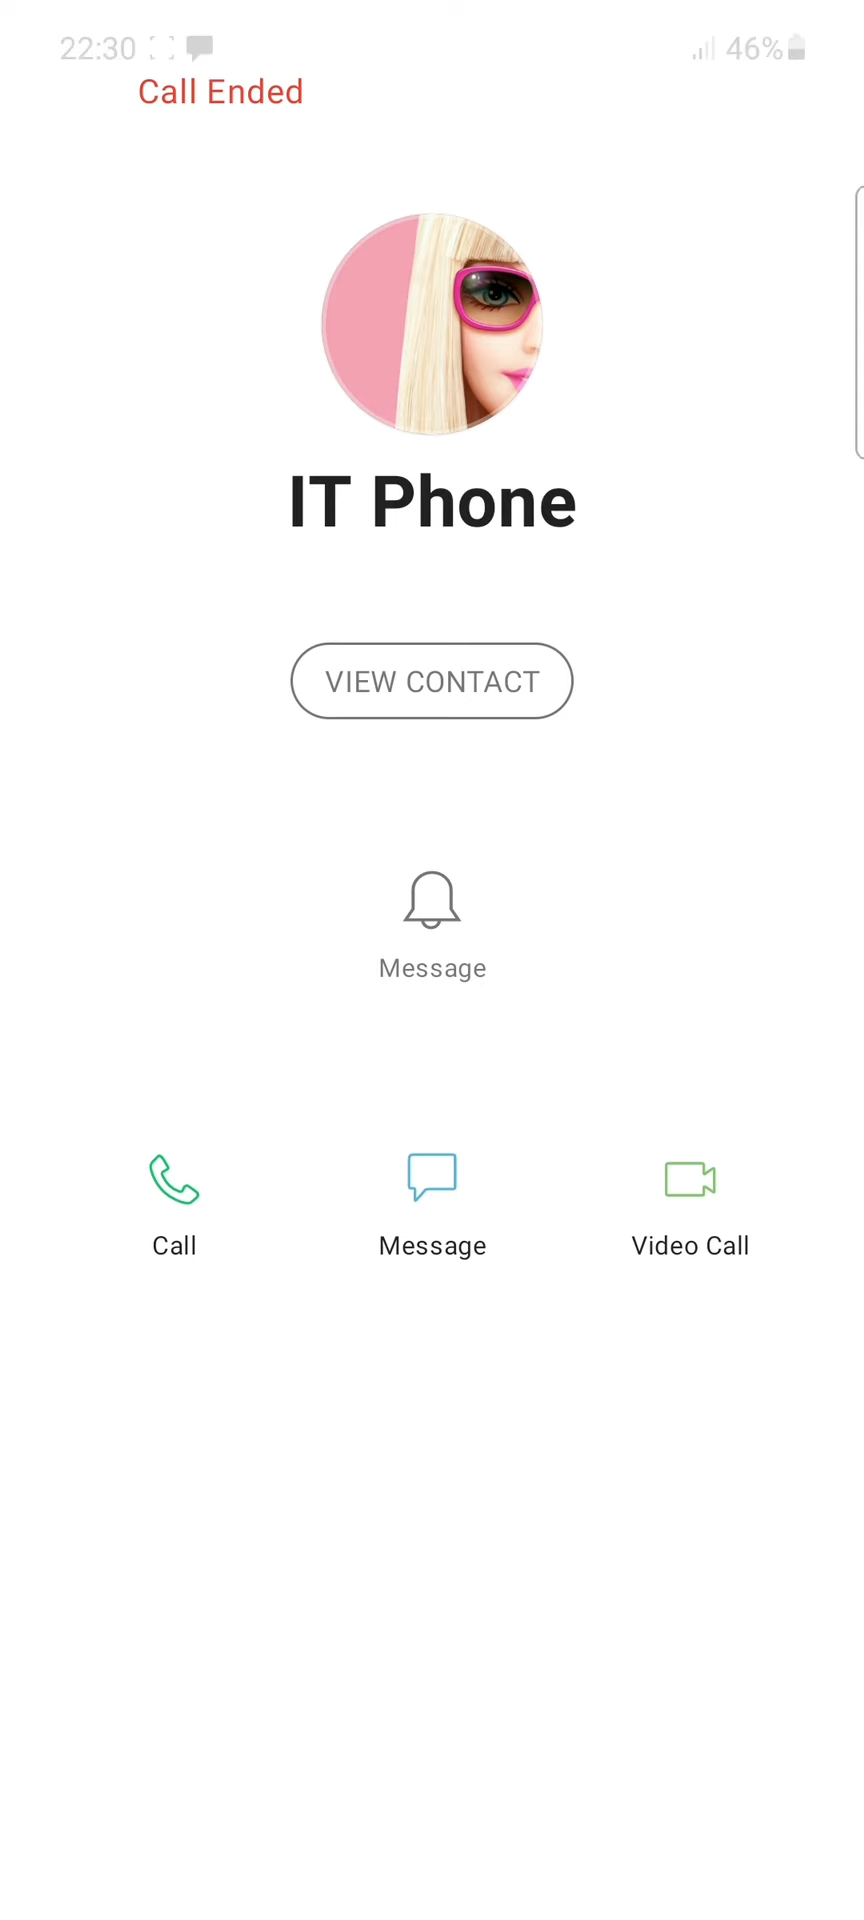 22:30 46%
Call Ended
IT Phone
VIEW CONTACT
Message
Call Message Video Call